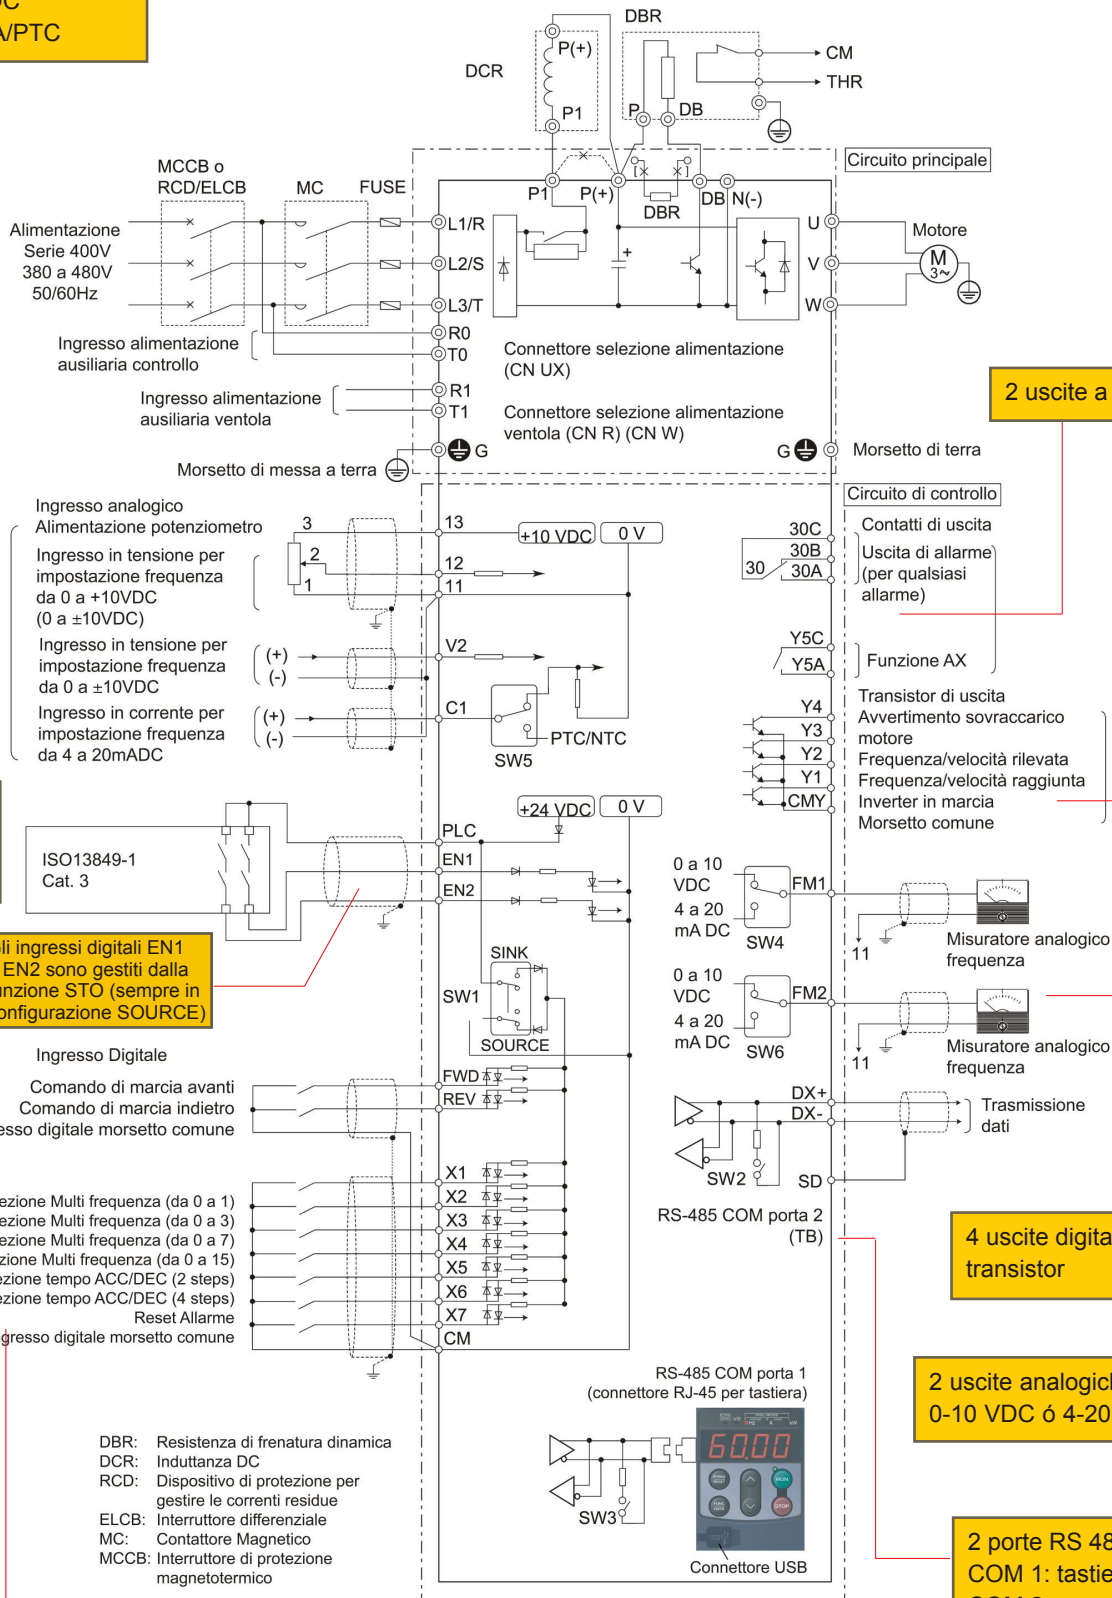 DC
A/PTC
DBR
P(+)
CM
DCR
THR
P1
P
DB
Circuito principale
MCCB o
RCD/ELCB
MC
FUSE
P1
P(+)
DBR
DB
N(-)
Alimentazione
Serie 400V
380 a 480V
50/60Hz
L1/R
L2/S
L3/T
U
V
W
Motore
M
3~
R0
T0
Ingresso alimentazione
ausiliaria controllo
Connettore selezione alimentazione
(CN UX)
R1
T1
Ingresso alimentazione
ausiliaria ventola
Connettore selezione alimentazione
ventola (CN R) (CN W)
2 uscite a
G
G
Morsetto di terra
Morsetto di messa a terra
Circuito di controllo
Ingresso analogico
Alimentazione potenziometro
Ingresso in tensione per
impostazione frequenza
da 0 a +10VDC
(0 a ±10VDC)
3
2
1
13
12
11
+10 VDC
0 V
30C
30B
30A
30
Contatti di uscita
Uscita di allarme
(per qualsiasi
allarme)
Ingresso in tensione per
impostazione frequenza
da 0 a ±10VDC
(+)
(-)
V2
Y5C
Y5A
Funzione AX
Ingresso in corrente per
impostazione frequenza
da 4 a 20mADC
(+)
(-)
C1
PTC/NTC
SW5
Y4
Y3
Y2
Y1
CMY
Transistor di uscita
Avvertimento sovraccarico
motore
Frequenza/velocità rilevata
Frequenza/velocità raggiunta
Inverter in marcia
Morsetto comune
+24 VDC
0 V
ISO13849-1
Cat. 3
PLC
EN1
EN2
0 a 10
VDC
4 a 20
mA DC
SW4
FM1
11
Misuratore analogico
frequenza
li ingressi digitali EN1
EN2 sono gestiti dalla
unzione STO (sempre in
onfigurazione SOURCE)
SINK
SW1
SOURCE
0 a 10
VDC
4 a 20
mA DC
SW6
FM2
11
Misuratore analogico
frequenza
Ingresso Digitale
Comando di marcia avanti
Comando di marcia indietro
esso digitale morsetto comune
FWD
REV
DX+
DX-
SW2
SD
Trasmissione
dati
RS-485 COM porta 2
(TB)
ezione Multi frequenza (da 0 a 1)
ezione Multi frequenza (da 0 a 3)
ezione Multi frequenza (da 0 a 7)
zione Multi frequenza (da 0 a 15)
ezione tempo ACC/DEC (2 steps)
ezione tempo ACC/DEC (4 steps)
Reset Allarme
gresso digitale morsetto comune
X1
X2
X3
X4
X5
X6
X7
CM
4 uscite digita
transistor
RS-485 COM porta 1
(connettore RJ-45 per tastiera)
2 uscite analogich
0-10 VDC ó 4-20
60.00
RUN
STOP
SW3
Connettore USB
DBR: Resistenza di frenatura dinamica
DCR: Induttanza DC
RCD: Dispositivo di protezione per
gestire le correnti residue
ELCB: Interruttore differenziale
MC: Contattore Magnetico
MCCB: Interruttore di protezione
magnetotermico
2 porte RS 48
COM 1: tastie